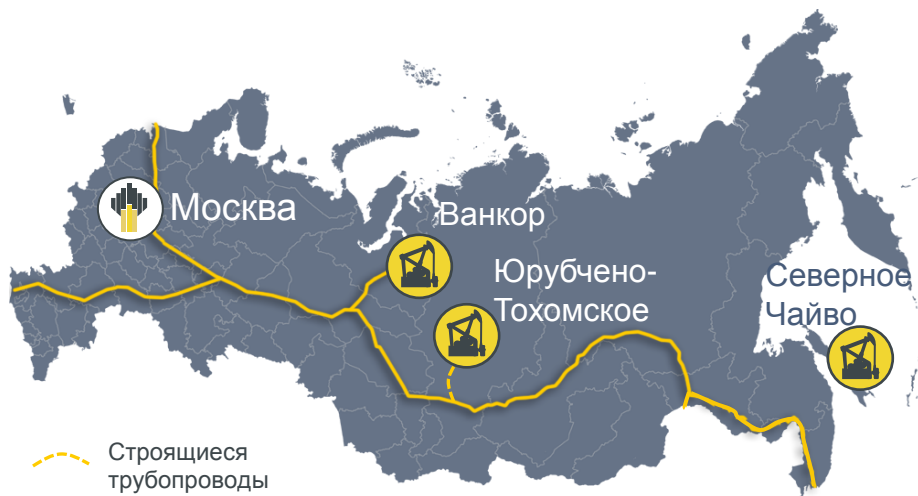 Москва
Ванкор
Юрубчено-
Тохомское
Северное
Чайво
Строящиеся
трубопроводы